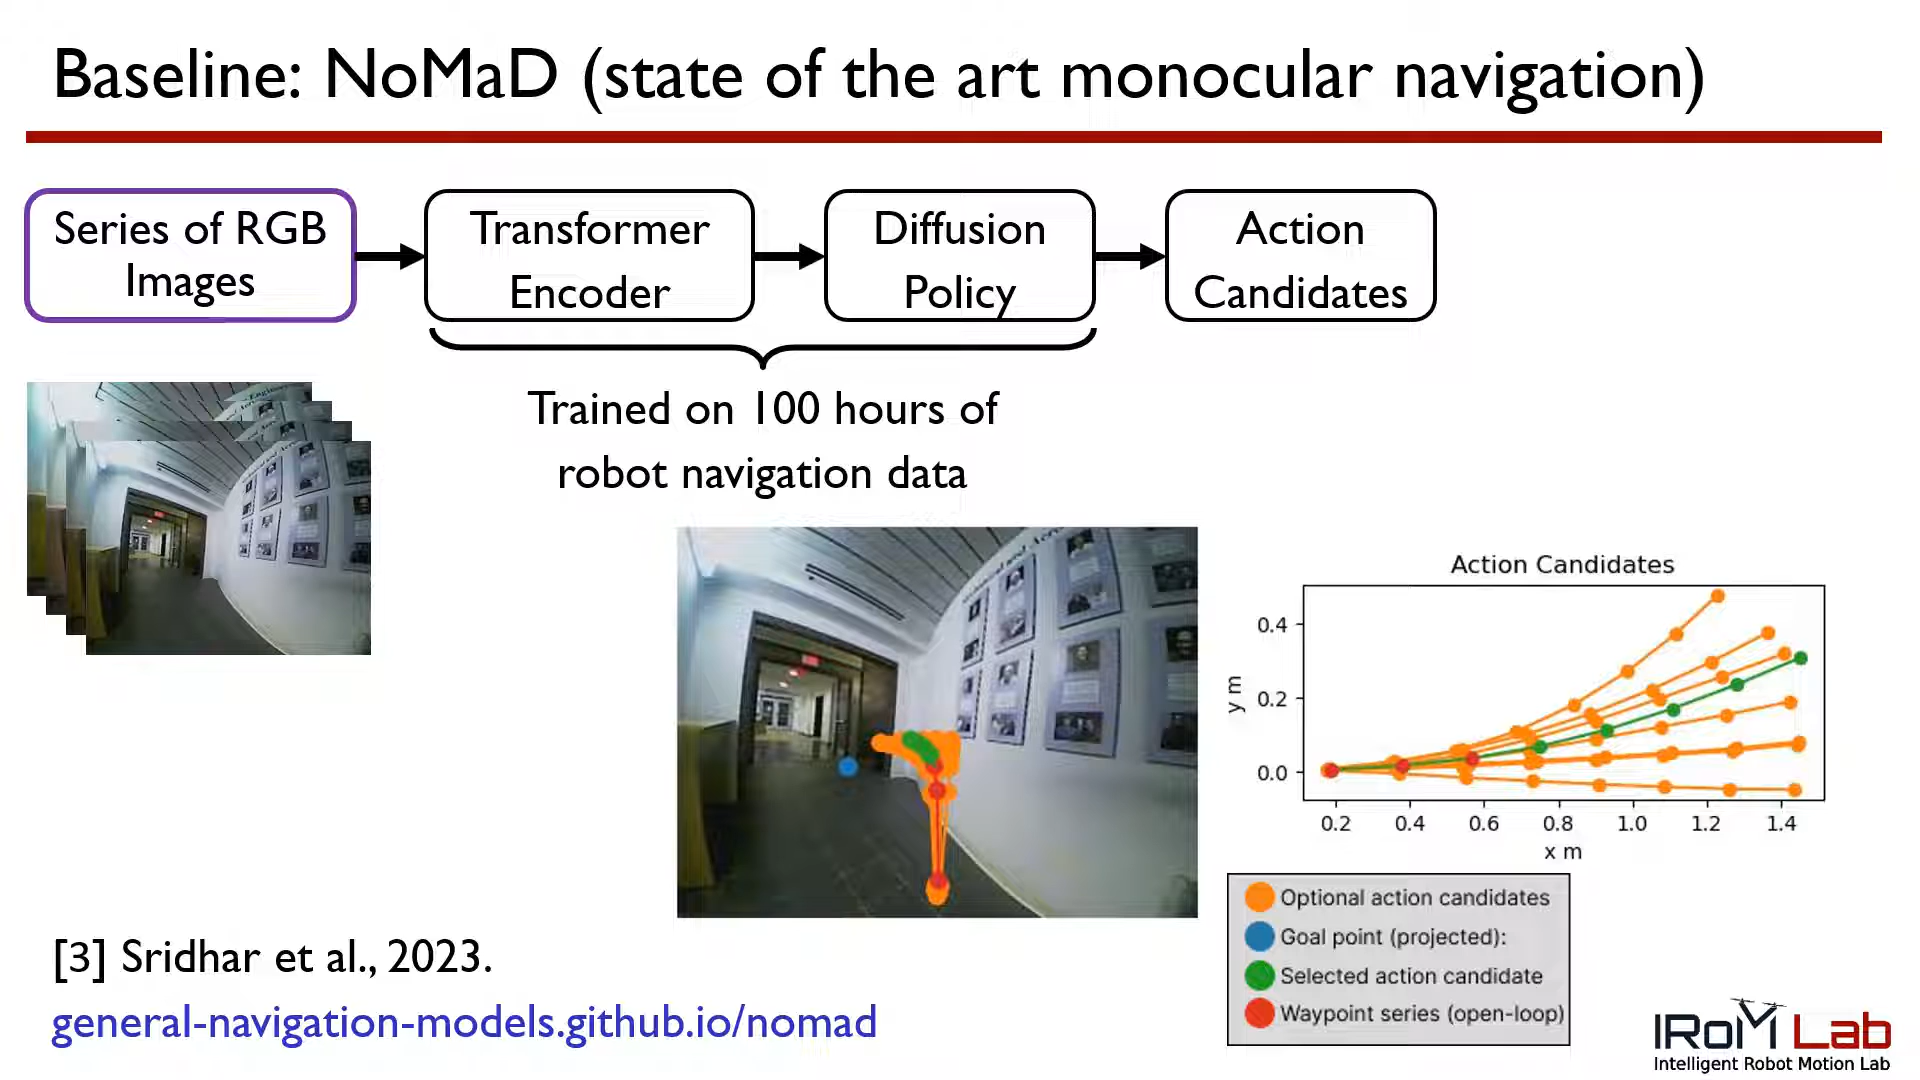 Baseline: NoMaD (state of the art monocular navigation)
Series of RGB
Images
Transformer
Encoder
Diffusion
Policy
Action
Candidates
Trained on 100 hours of
robot navigation data
Action Candidates
0.4
0.2
0.0
y m
0.2 0.4 0.6 0.8 1.0 1.2 1.4
x m
Optional action candidates
Goal point (projected):
Selected action candidate
Waypoint series (open-loop)
[3] Sridhar et al., 2023.
general-navigation-models.github.io/nomad
IRoM Lab
Intelligent Robot Motion Lab